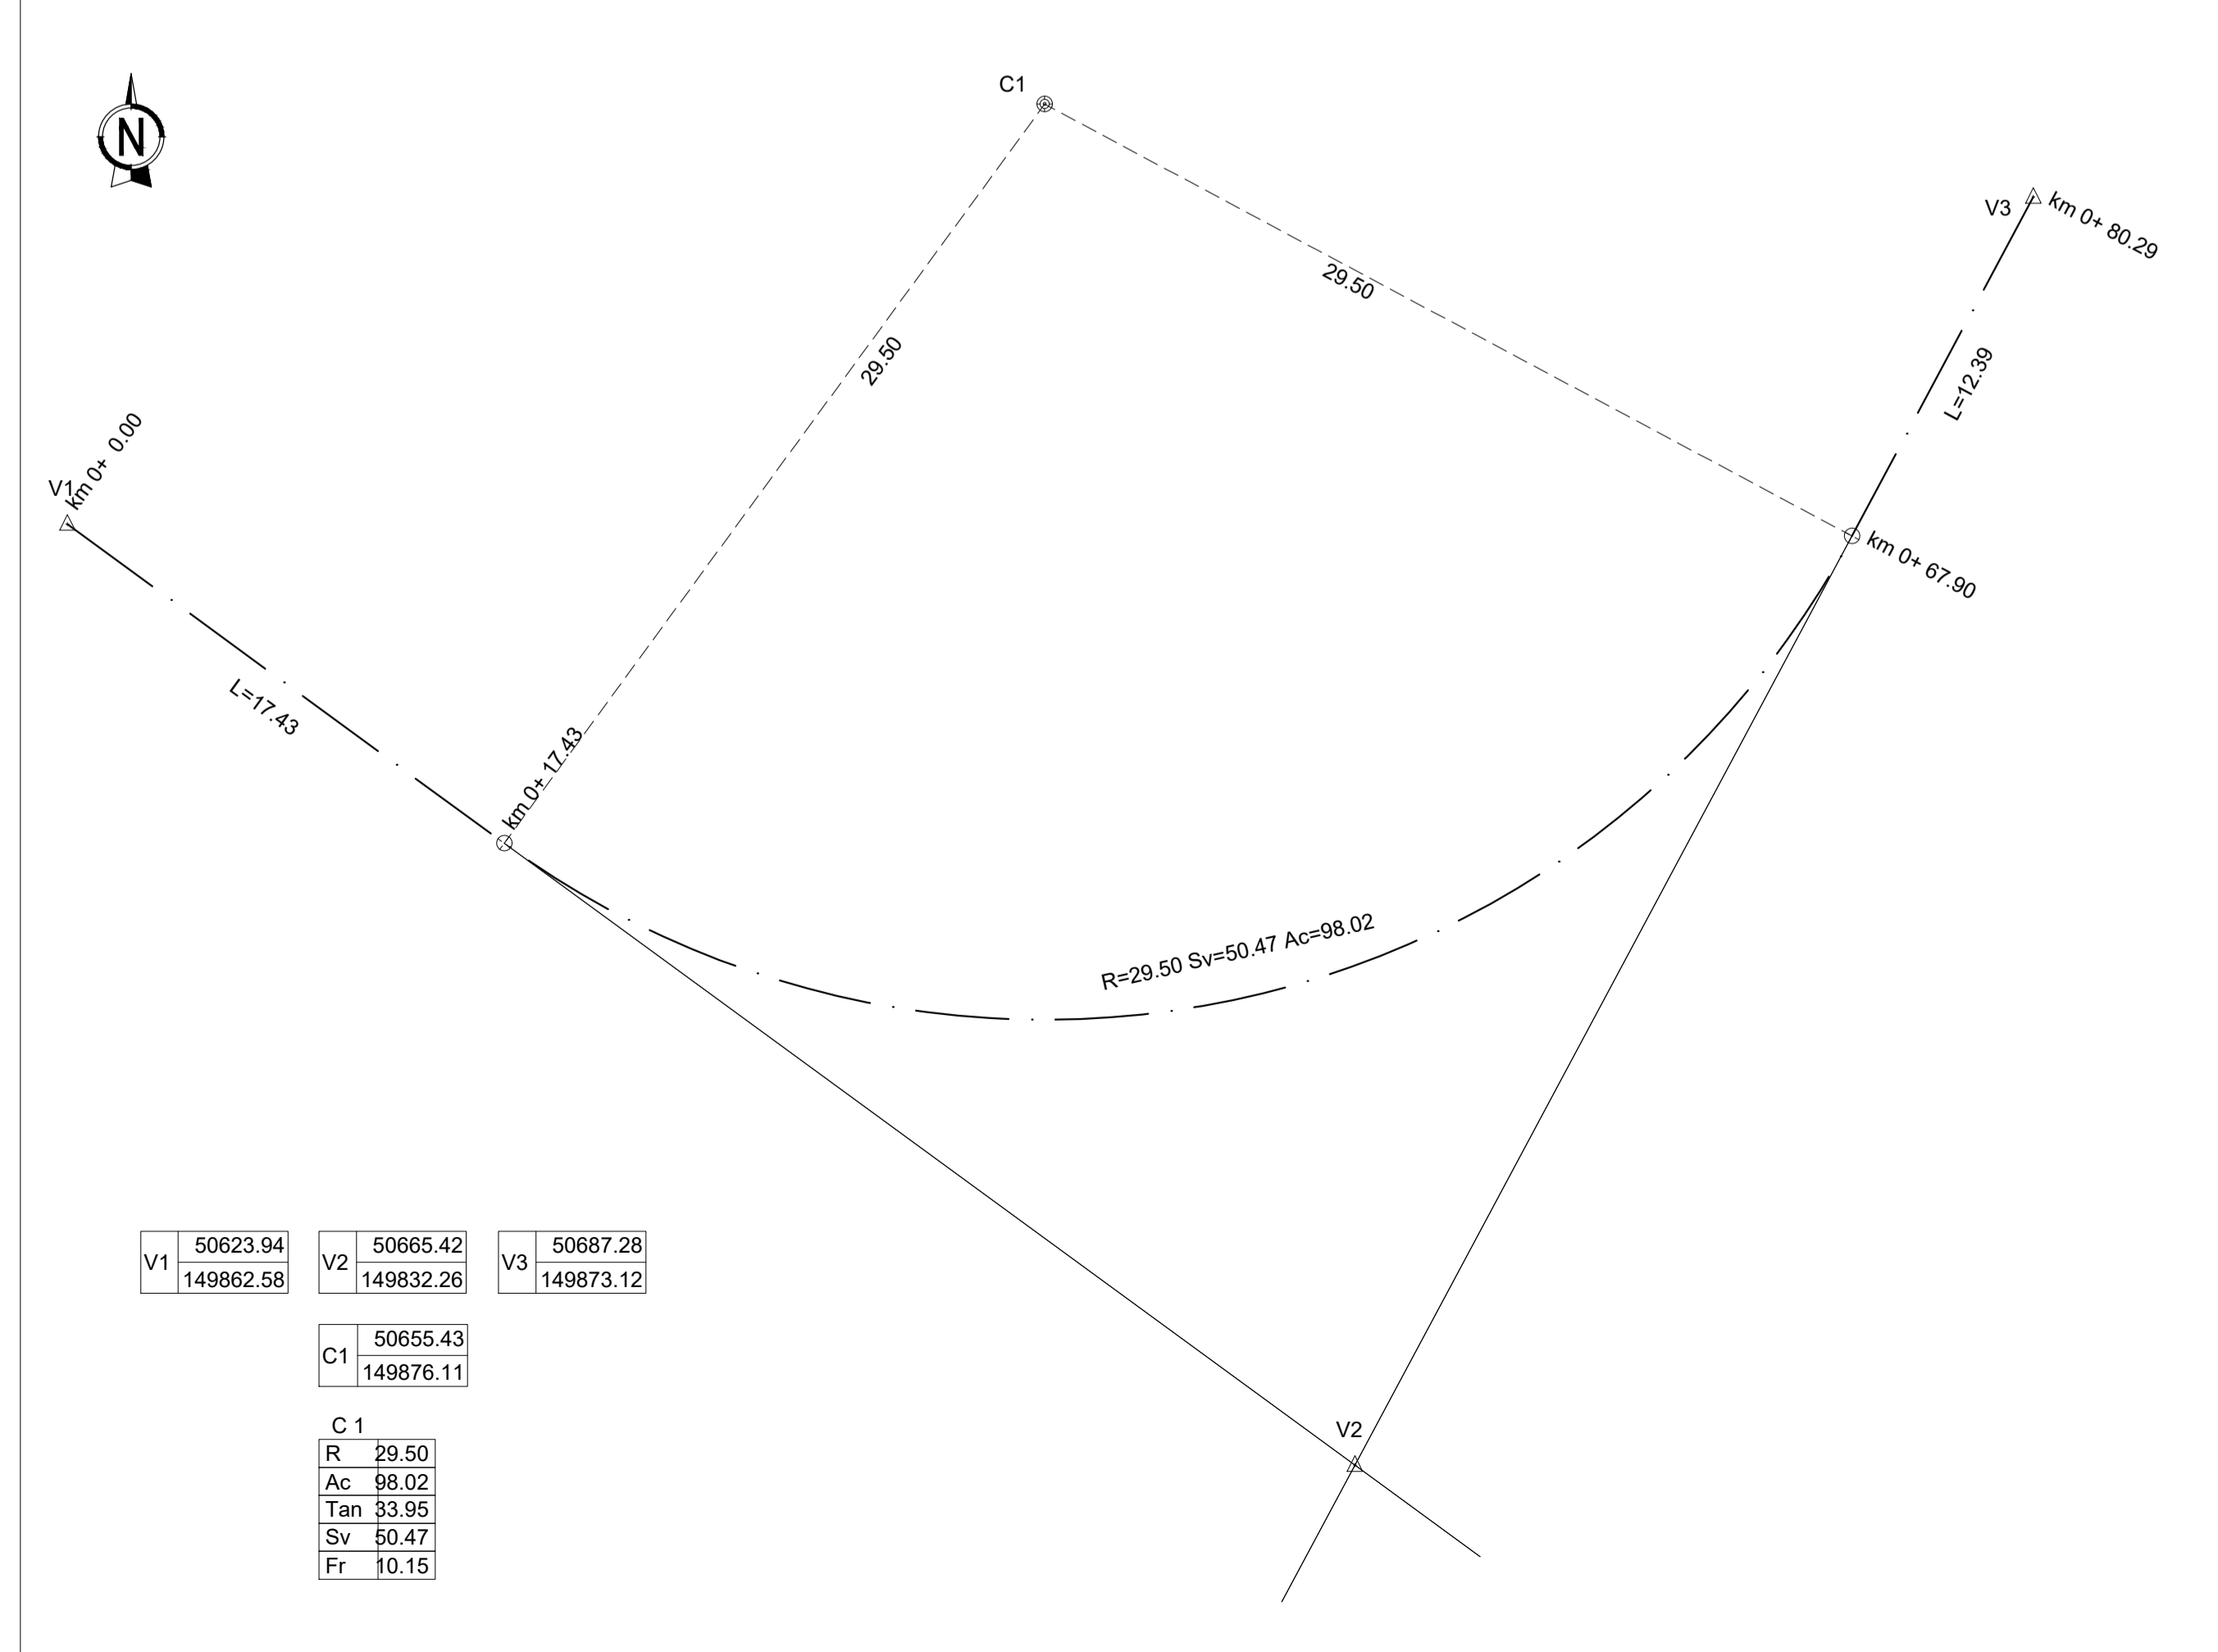 C1
N
V3
km 0+ 80.29
29.50
29.50
L=12.39
km 0+ 0.00
V1
km 0+ 67.90
L=17.43
km 0+ 17.43
R=29.50 Sv=50.47 Ac=98.02
V2
V1 50623.94
149862.58
V2 50665.42
149832.26
V3 50687.28
149873.12
C1 50655.43
149876.11
C 1
R 29.50
Ac 98.02
Tan 33.95
Sv 50.47
Fr 10.15